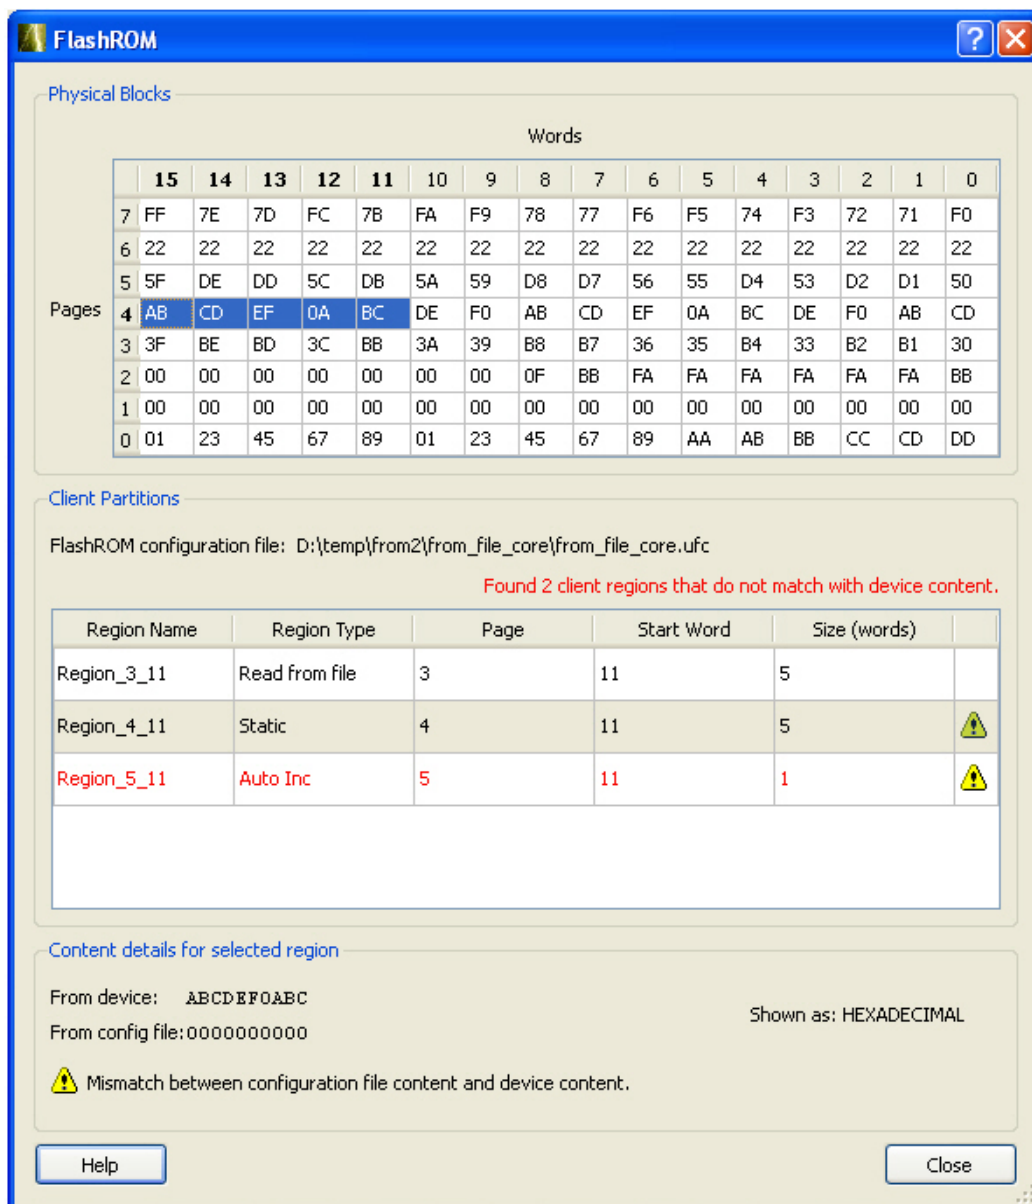 FlashROM
Physical Blocks
Words
15 14 13 12 11 10 9 8 7 6 5 4 3 2 1 0
7 FF 7E 7D FC 7B FA F9 78 77 F6 F5 74 F3 72 71 F0
6 22 22 22 22 22 22 22 22 22 22 22 22 22 22 22 22
5 5F DE DD 5C DB 5A 59 D8 D7 56 55 D4 53 D2 D1 50
Pages 4 AB CD EF 0A BC DE F0 AB CD EF 0A BC DE F0 AB CD
3 3F BE BD 3C BB 3A 39 B8 B7 36 35 B4 33 B2 B1 30
2 00 00 00 00 00 00 00 0F BB FA FA FA FA FA FA BB
1 00 00 00 00 00 00 00 00 00 00 00 00 00 00 00 00
0 01 23 45 67 89 01 23 45 67 89 AA AB BB CC CD DD
Client Partitions
FlashROM configuration file: D:\temp\from2\from_file_core\from_file_core.ufc
Found 2 client regions that do not match with device content.
Region Name Region Type Page Start Word Size (words)
Region_3_11 Read from file 3 11 5
Region_4_11 Static 4 11 5
Region_5_11 Auto Inc 5 11 1
Content details for selected region
From device: ABCDEF0ABC
From config file: 0000000000
Shown as: HEXADECIMAL
Mismatch between configuration file content and device content.
Help Close